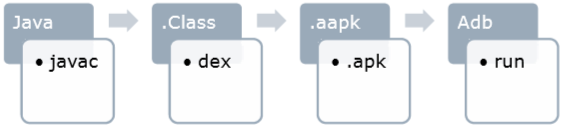 Java
• javac
.Class
• dex
.aapk
• .apk
Adb
• run